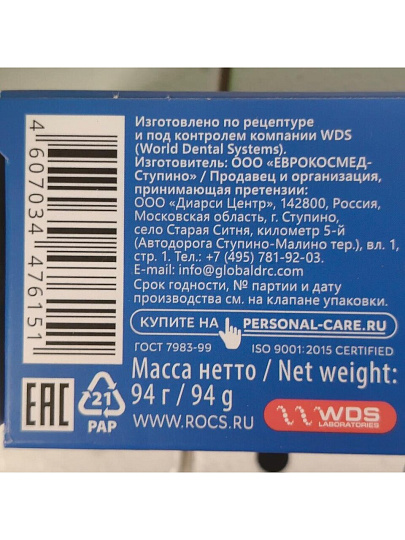 Изготовлено по рецептуре
и под контролем компании WDS
(World Dental Systems).
Изготовитель: ООО «ЕВРОКОСМЕД-
Ступино» / Продавец и организация,
принимающая претензии:
ООО «Диарси Центр», 142800, Россия,
Московская область, г. Ступино,
село Старая Ситня, километр 5-й
(Автодорога Ступино-Малино тер.), вл. 1,
стр. 1. Тел.: +7 (495) 781-92-03.
E-mail: info@globaldrc.com
Срок годности, № партии и дату
производства см. на клапане упаковки.
КУПИТЕ НА PERSONAL-CARE.RU
ГОСТ 7983-99 ISO 9001:2015 CERTIFIED
Масса нетто / Net weight:
94 г / 94 g
WWW.ROCS.RU
WDS
LABORATORIES
4 607034 476151
EAC
21
PAP